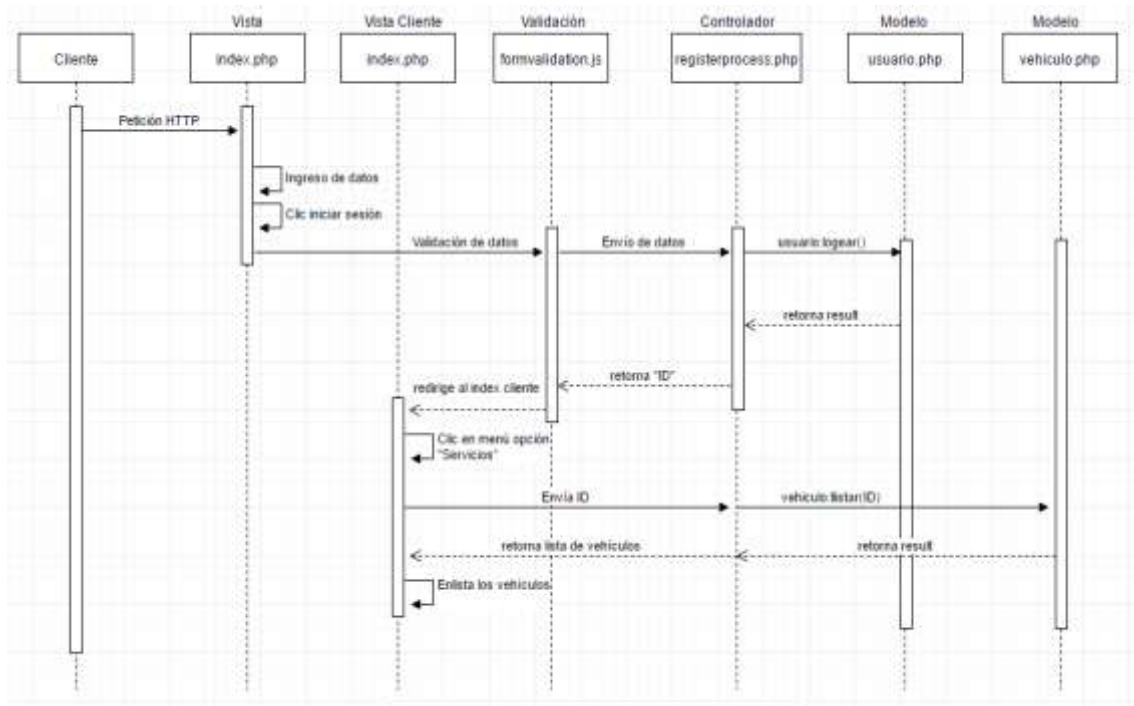 Vista
Vista Cliente
Validación
Controlador
Modelo
Modelo
Cliente
index.php
index.php
formvalidation.js
registerprocess.php
usuario.php
vehiculo.php
Petición HTTP
Ingreso de datos
Clic iniciar sesión
Validación de datos
Envío de datos
usuario.logear()
retorna result
retorna "ID"
redirige al index cliente
Clic en menú opción
"Servicios"
Envía ID
vehiculo.listar(ID)
retorna lista de vehículos
retorna result
Enlista los vehículos